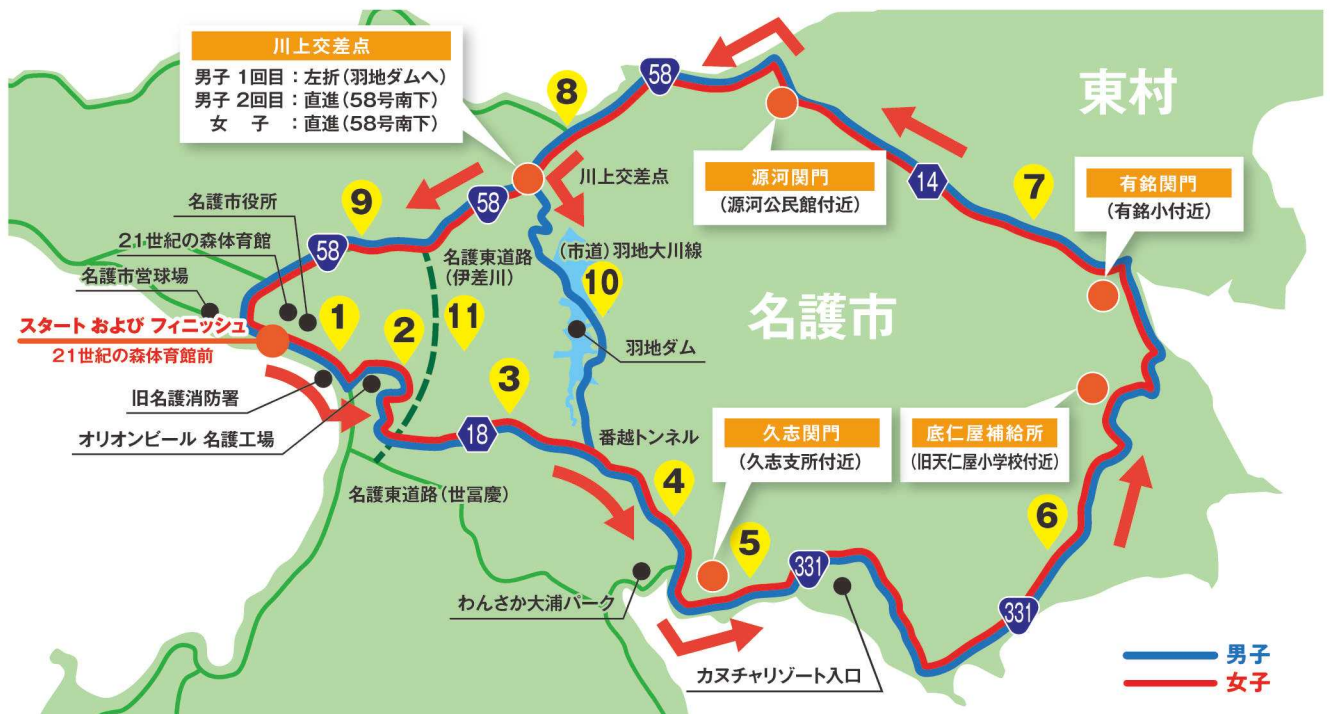 川上交差点
男子 1回目：左折(羽地ダムへ)
男子 2回目：直進(58号南下)
女　子　：直進(58号南下)
8
58
東村
川上交差点
源河関門
(源河公民館付近)
14
7
有銘関門
(有銘小付近)
9
58
名護市役所
21世紀の森体育館
名護市営球場
58
名護東道路
(伊差川)
(市道)羽地大川線
10
名護市
スタート および フィニッシュ
21世紀の森体育館前
1
2
11
羽地ダム
3
旧名護消防署
オリオンビール 名護工場
18
番越トンネル
久志関門
(久志支所付近)
底仁屋補給所
(旧天仁屋小学校付近)
名護東道路(世冨慶)
4
5
6
331
331
わんさか大浦パーク
カヌチャリゾート入口
男子
女子